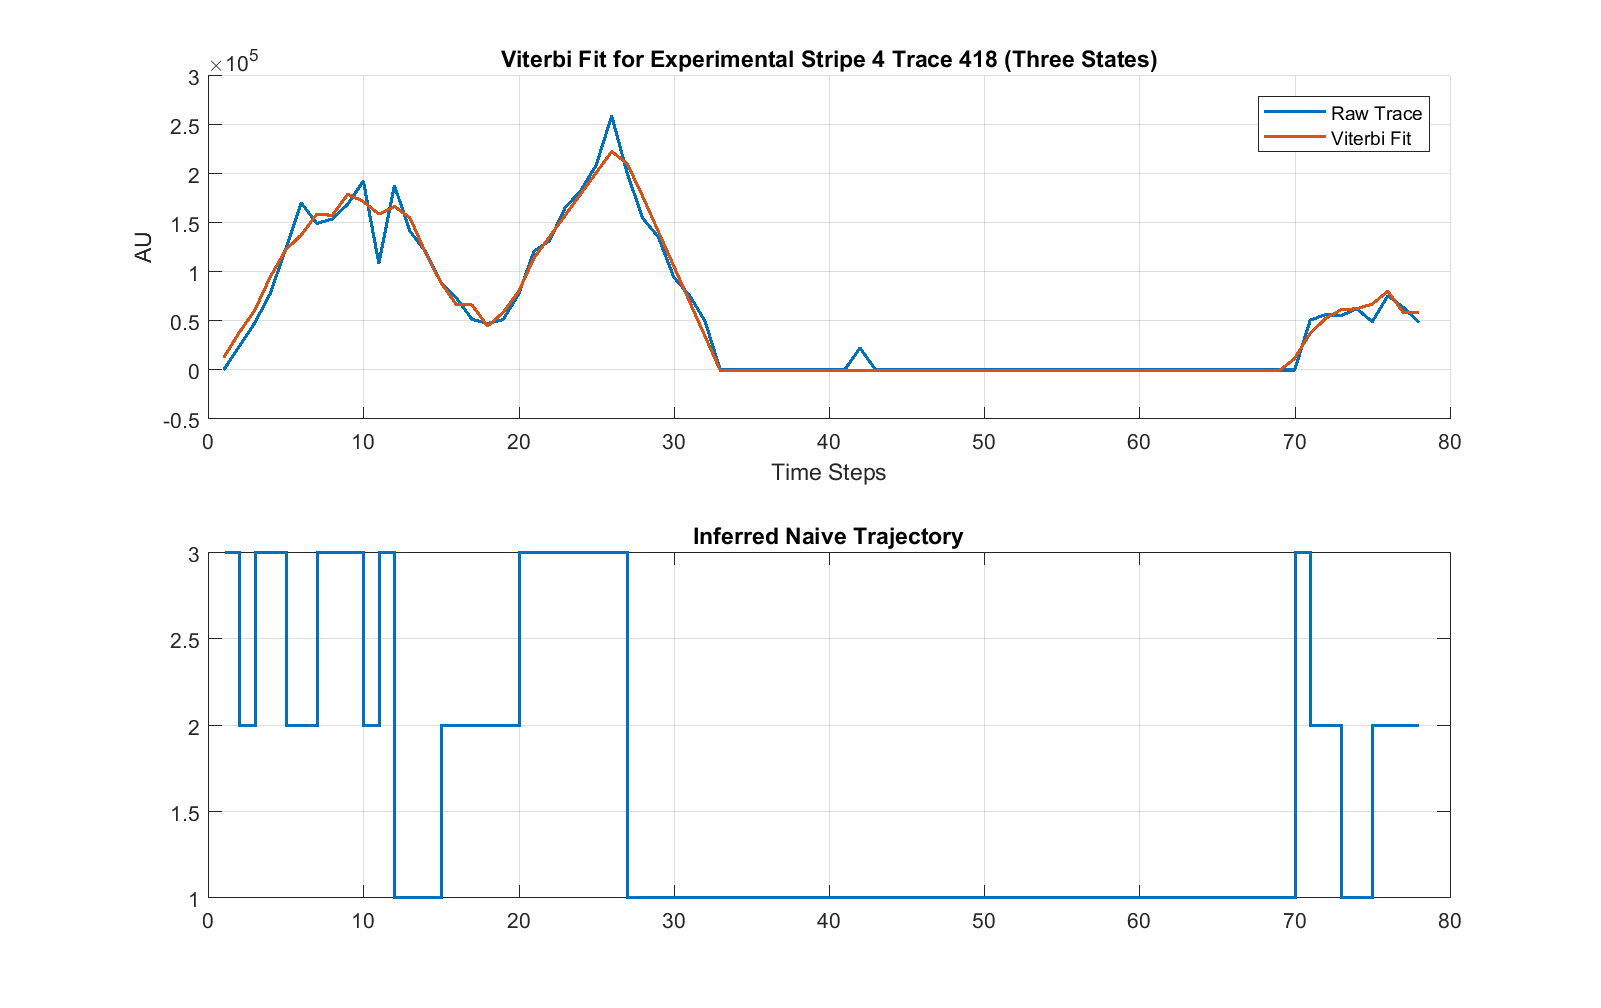 Viterbi Fit for Experimental Stripe 4 Trace 418 (Three States)
×10^5
3
2.5
2
1.5
1
0.5
0
-0.5
AU
Raw Trace
Viterbi Fit
0 10 20 30 40 50 60 70 80
Time Steps
Inferred Naive Trajectory
3
2.5
2
1.5
1
0 10 20 30 40 50 60 70 80